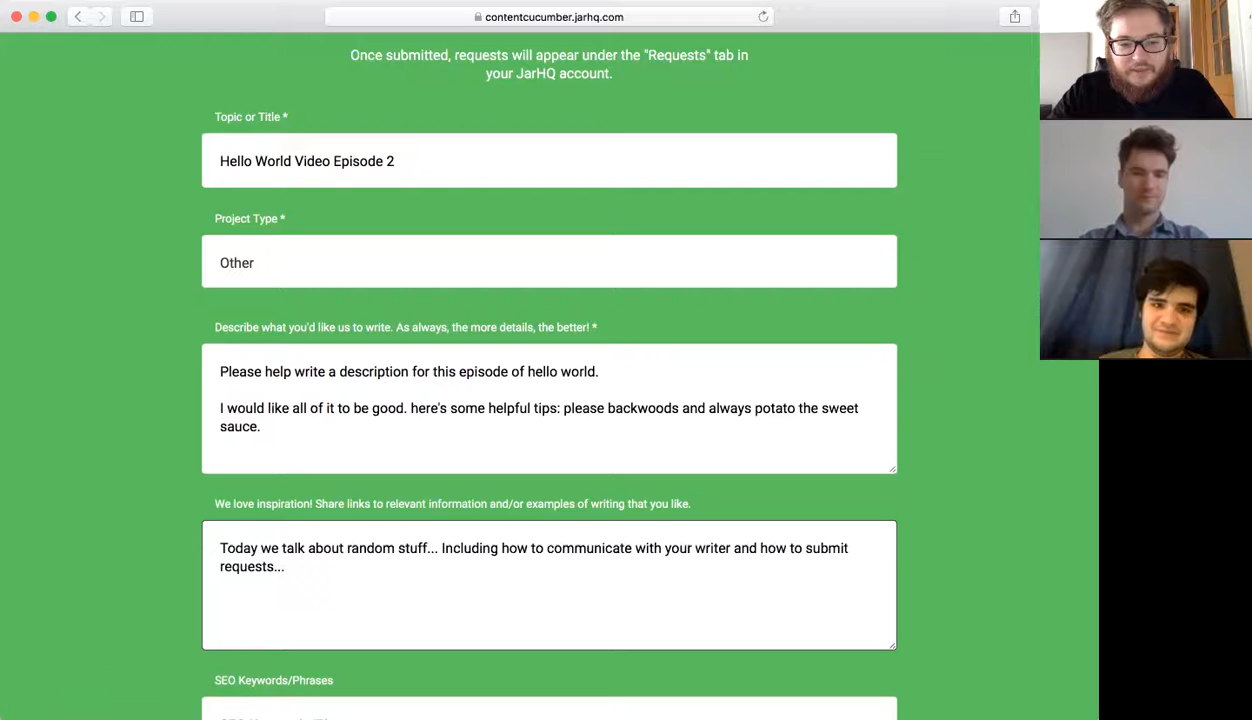 contentcucumber.jarhq.com
Once submitted, requests will appear under the "Requests" tab in
your JarHQ account.
Topic or Title *
Hello World Video Episode 2
Project Type *
Other
Describe what you'd like us to write. As always, the more details, the better! *
Please help write a description for this episode of hello world.
I would like all of it to be good. here's some helpful tips: please backwoods and always potato the sweet
sauce.
We love inspiration! Share links to relevant information and/or examples of writing that you like.
Today we talk about random stuff... Including how to communicate with your writer and how to submit
requests...
SEO Keywords/Phrases